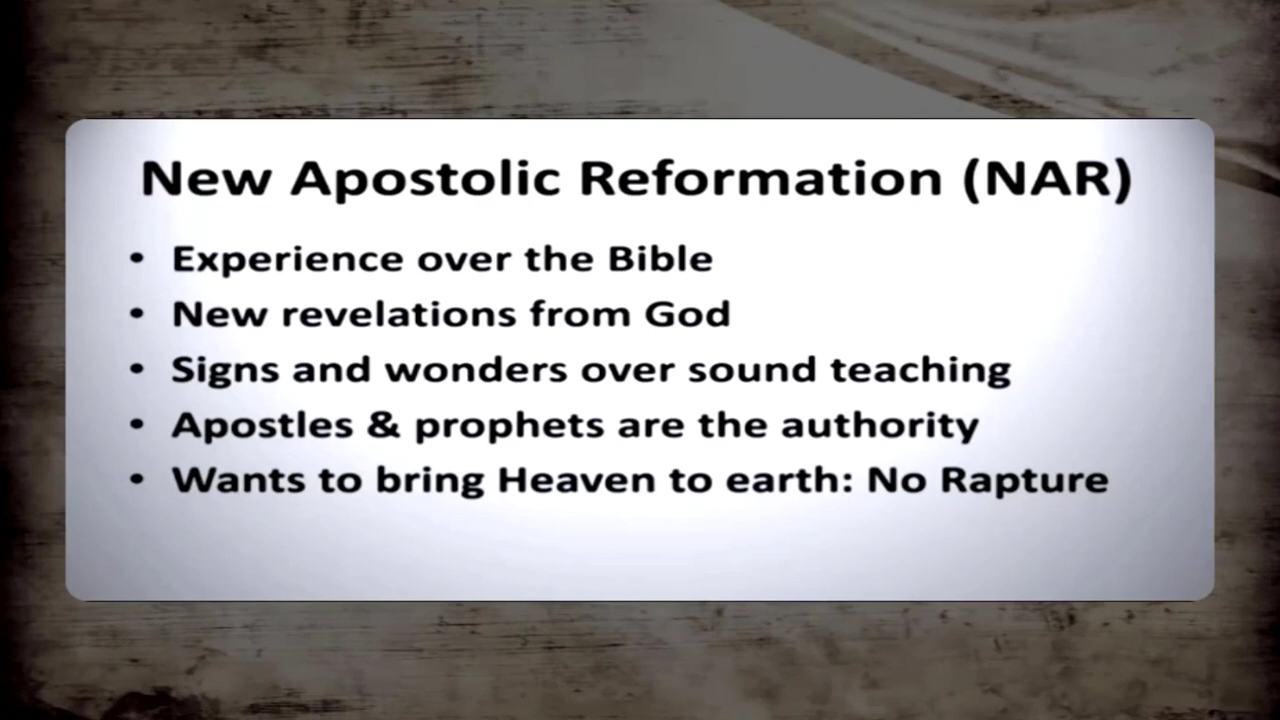 New Apostolic Reformation (NAR)
• Experience over the Bible
• New revelations from God
• Signs and wonders over sound teaching
• Apostles & prophets are the authority
• Wants to bring Heaven to earth: No Rapture